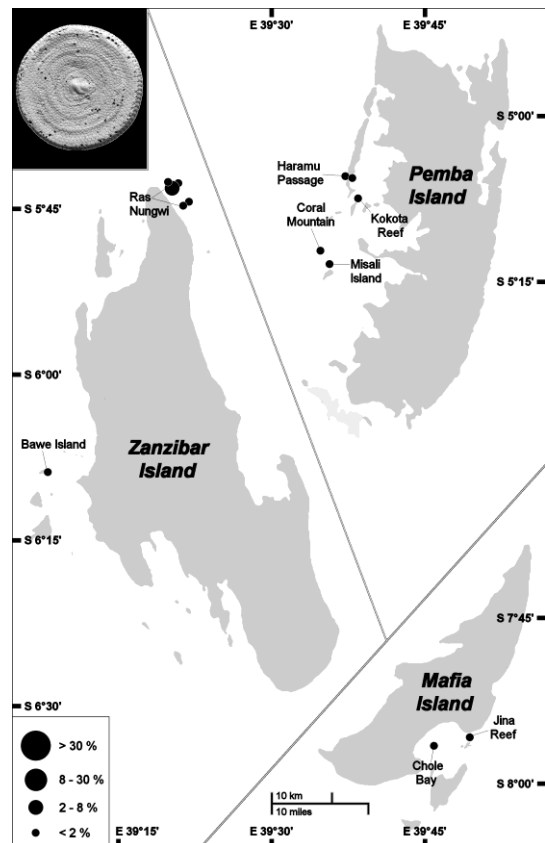 E 39°30'
E 39°45'
S 5°00'
Haramu
Passage
Pemba
Island
Ras
Nungwi
S 5°45'
Coral
Mountain
Kokota
Reef
Misali
Island
S 5°15'
S 6°00'
Bawe Island
Zanzibar
Island
S 6°15'
S 7°45'
Mafia
Island
S 6°30'
Jina
Reef
Chole
Bay
> 30 %
8 - 30 %
2 - 8 %
< 2 %
S 8°00'
10 km
10 miles
E 39°15'
E 39°30'
E 39°45'